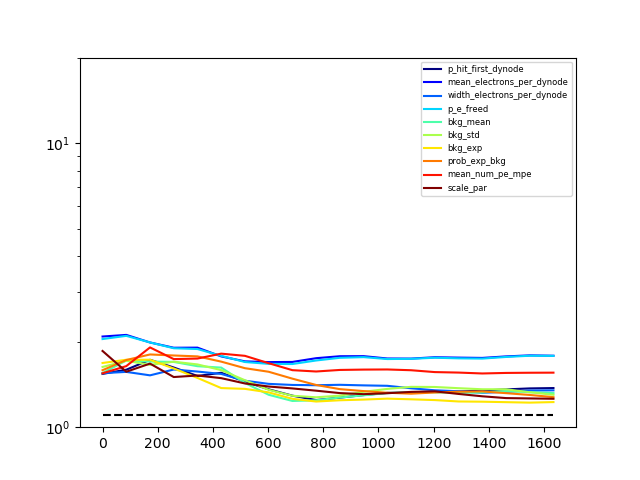 10¹
10⁰
p_hit_first_dynode
mean_electrons_per_dynode
width_electrons_per_dynode
p_e_freed
bkg_mean
bkg_std
bkg_exp
prob_exp_bkg
mean_num_pe_mpe
scale_par
0 200 400 600 800 1000 1200 1400 1600